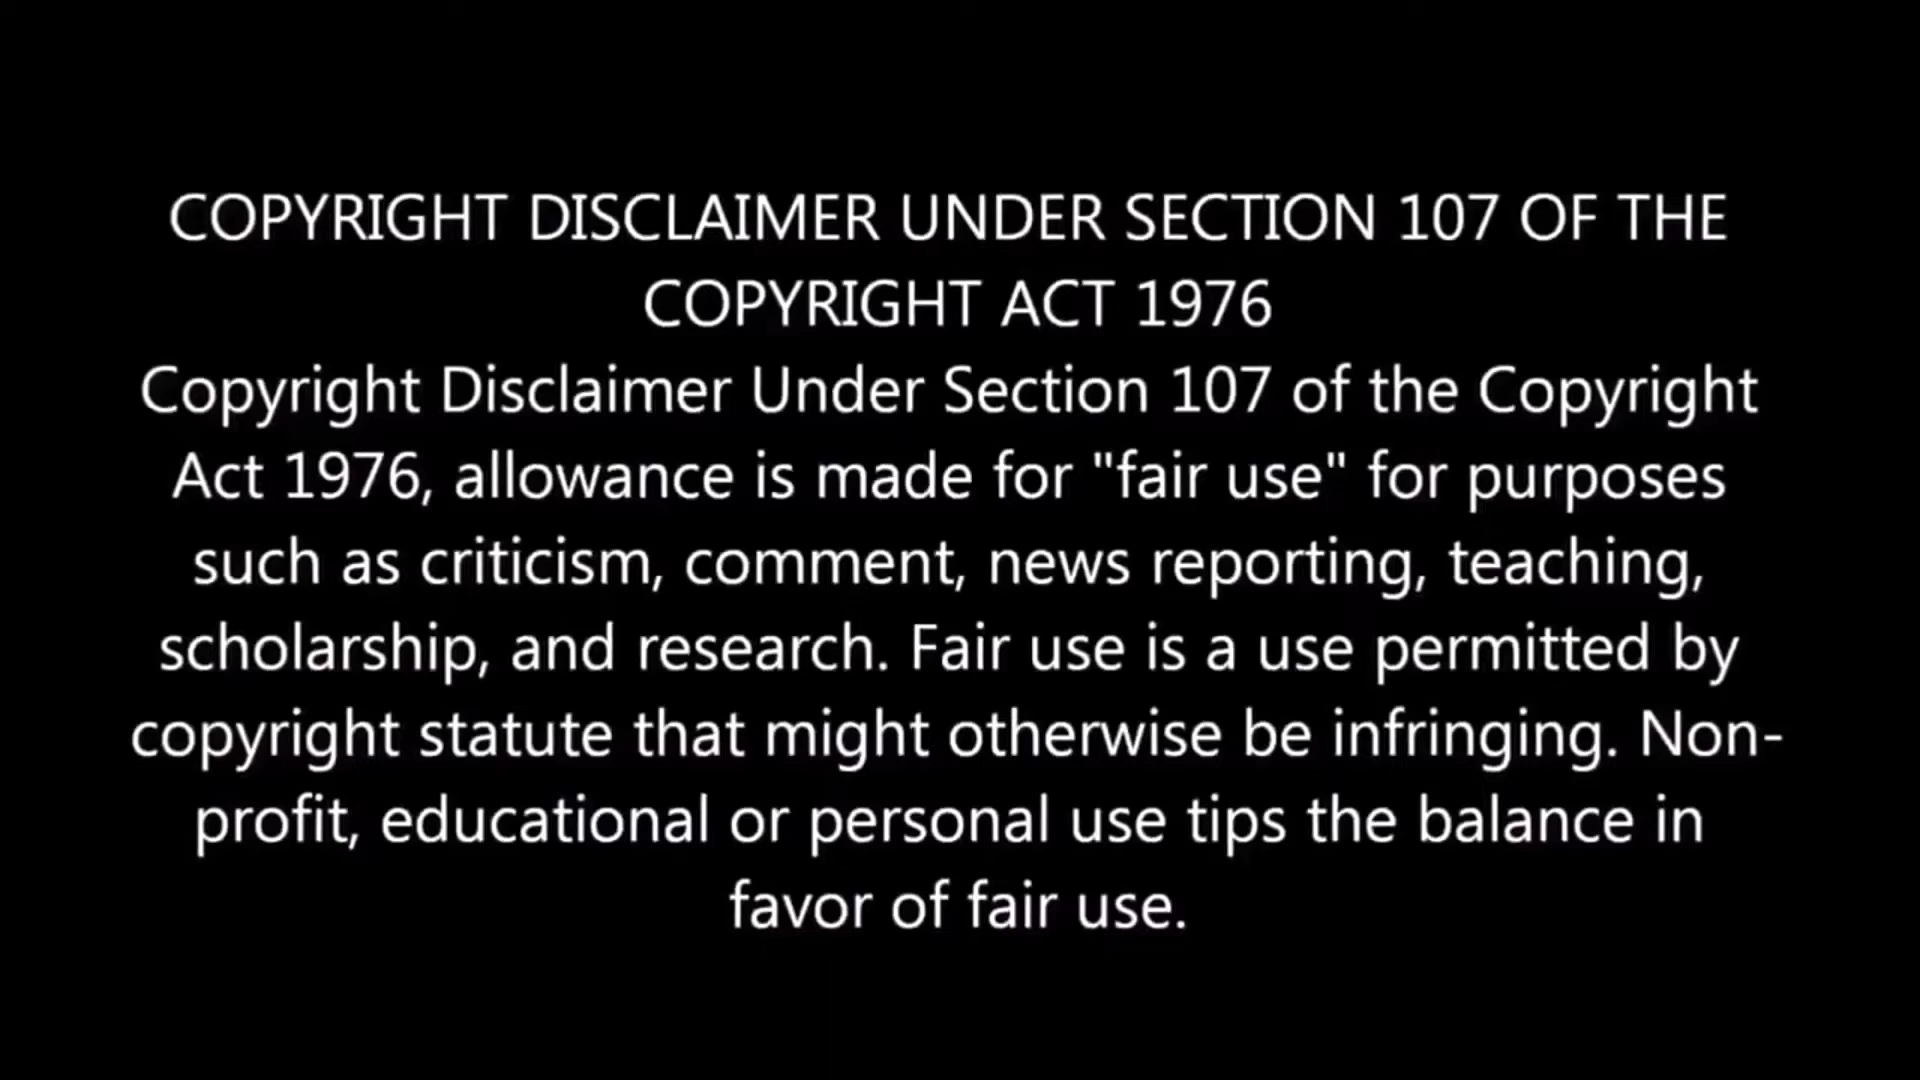 COPYRIGHT DISCLAIMER UNDER SECTION 107 OF THE
COPYRIGHT ACT 1976
Copyright Disclaimer Under Section 107 of the Copyright
Act 1976, allowance is made for "fair use" for purposes
such as criticism, comment, news reporting, teaching,
scholarship, and research. Fair use is a use permitted by
copyright statute that might otherwise be infringing. Non-
profit, educational or personal use tips the balance in
favor of fair use.